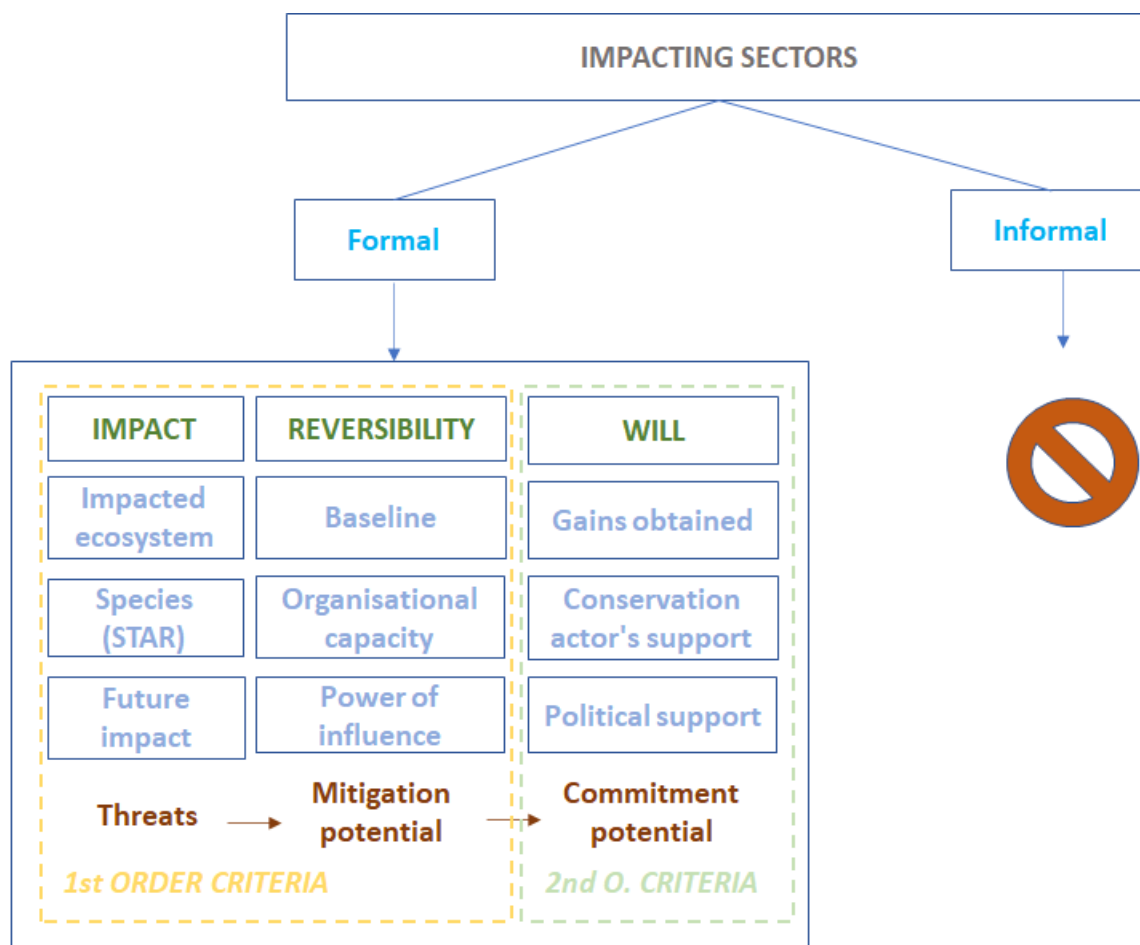 IMPACTING SECTORS
Formal
Informal
IMPACT
REVERSIBILITY
WILL
Impacted
ecosystem
Baseline
Gains obtained
Species
(STAR)
Organisational
capacity
Conservation
actor's support
Future
impact
Power of
influence
Political support
Threats
Mitigation
potential
Commitment
potential
1st ORDER CRITERIA
2nd O. CRITERIA